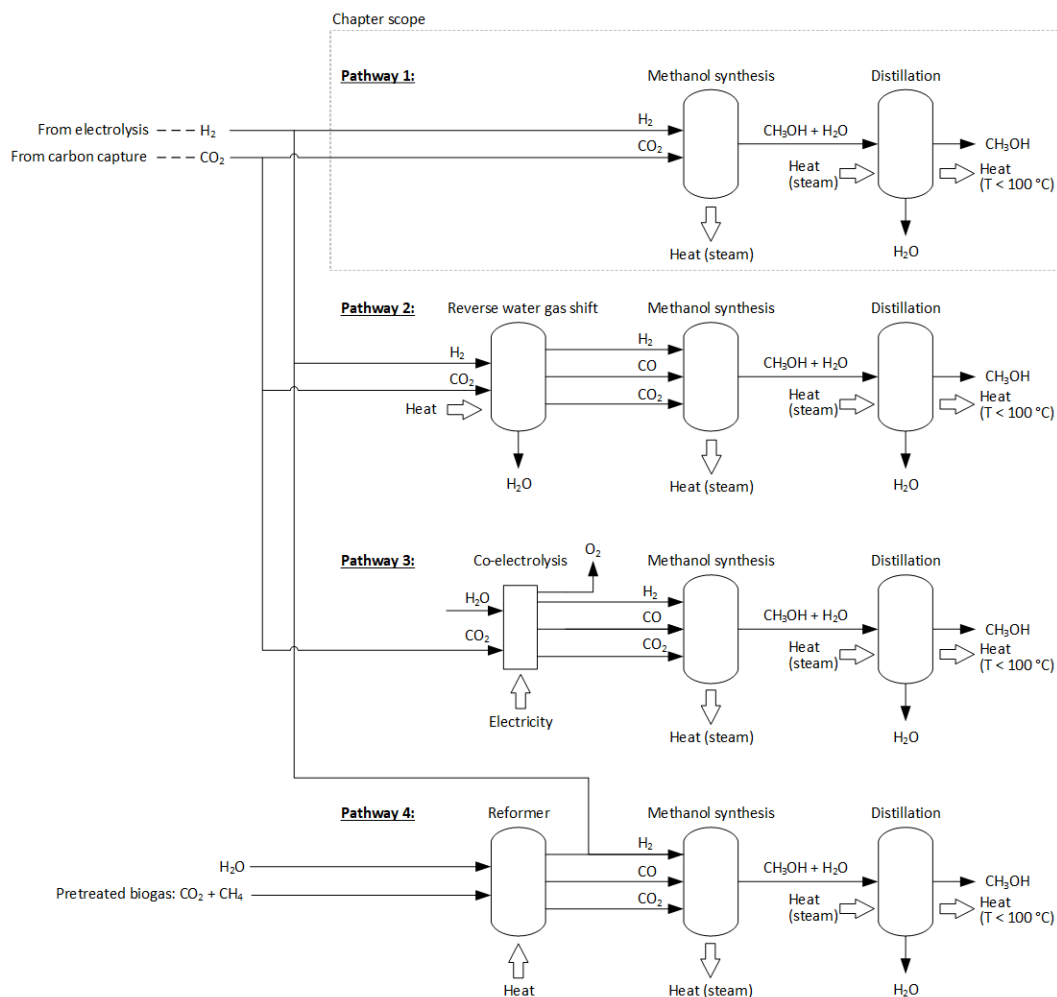 Chapter scope
Pathway 1:
Methanol synthesis
Distillation
From electrolysis
H₂
H₂
CH₃OH + H₂O
CH₃OH
From carbon capture
CO₂
CO₂
Heat
(steam)
Heat
(T < 100 °C)
Heat (steam)
H₂O
Pathway 2:
Reverse water gas shift
Methanol synthesis
Distillation
H₂
H₂
CH₃OH + H₂O
CO₂
CO
CH₃OH
Heat
CO₂
Heat
(steam)
Heat
(T < 100 °C)
H₂O
Heat (steam)
H₂O
Pathway 3:
Co-electrolysis
O₂
Methanol synthesis
Distillation
H₂O
H₂
CH₃OH + H₂O
CO
CH₃OH
CO₂
CO₂
Heat
(steam)
Heat
(T < 100 °C)
Electricity
Heat (steam)
H₂O
Pathway 4:
Reformer
Methanol synthesis
Distillation
H₂
H₂O
CH₃OH + H₂O
CO
CH₃OH
Pretreated biogas: CO₂ + CH₄
CO₂
Heat
(steam)
Heat
(T < 100 °C)
Heat
Heat (steam)
H₂O